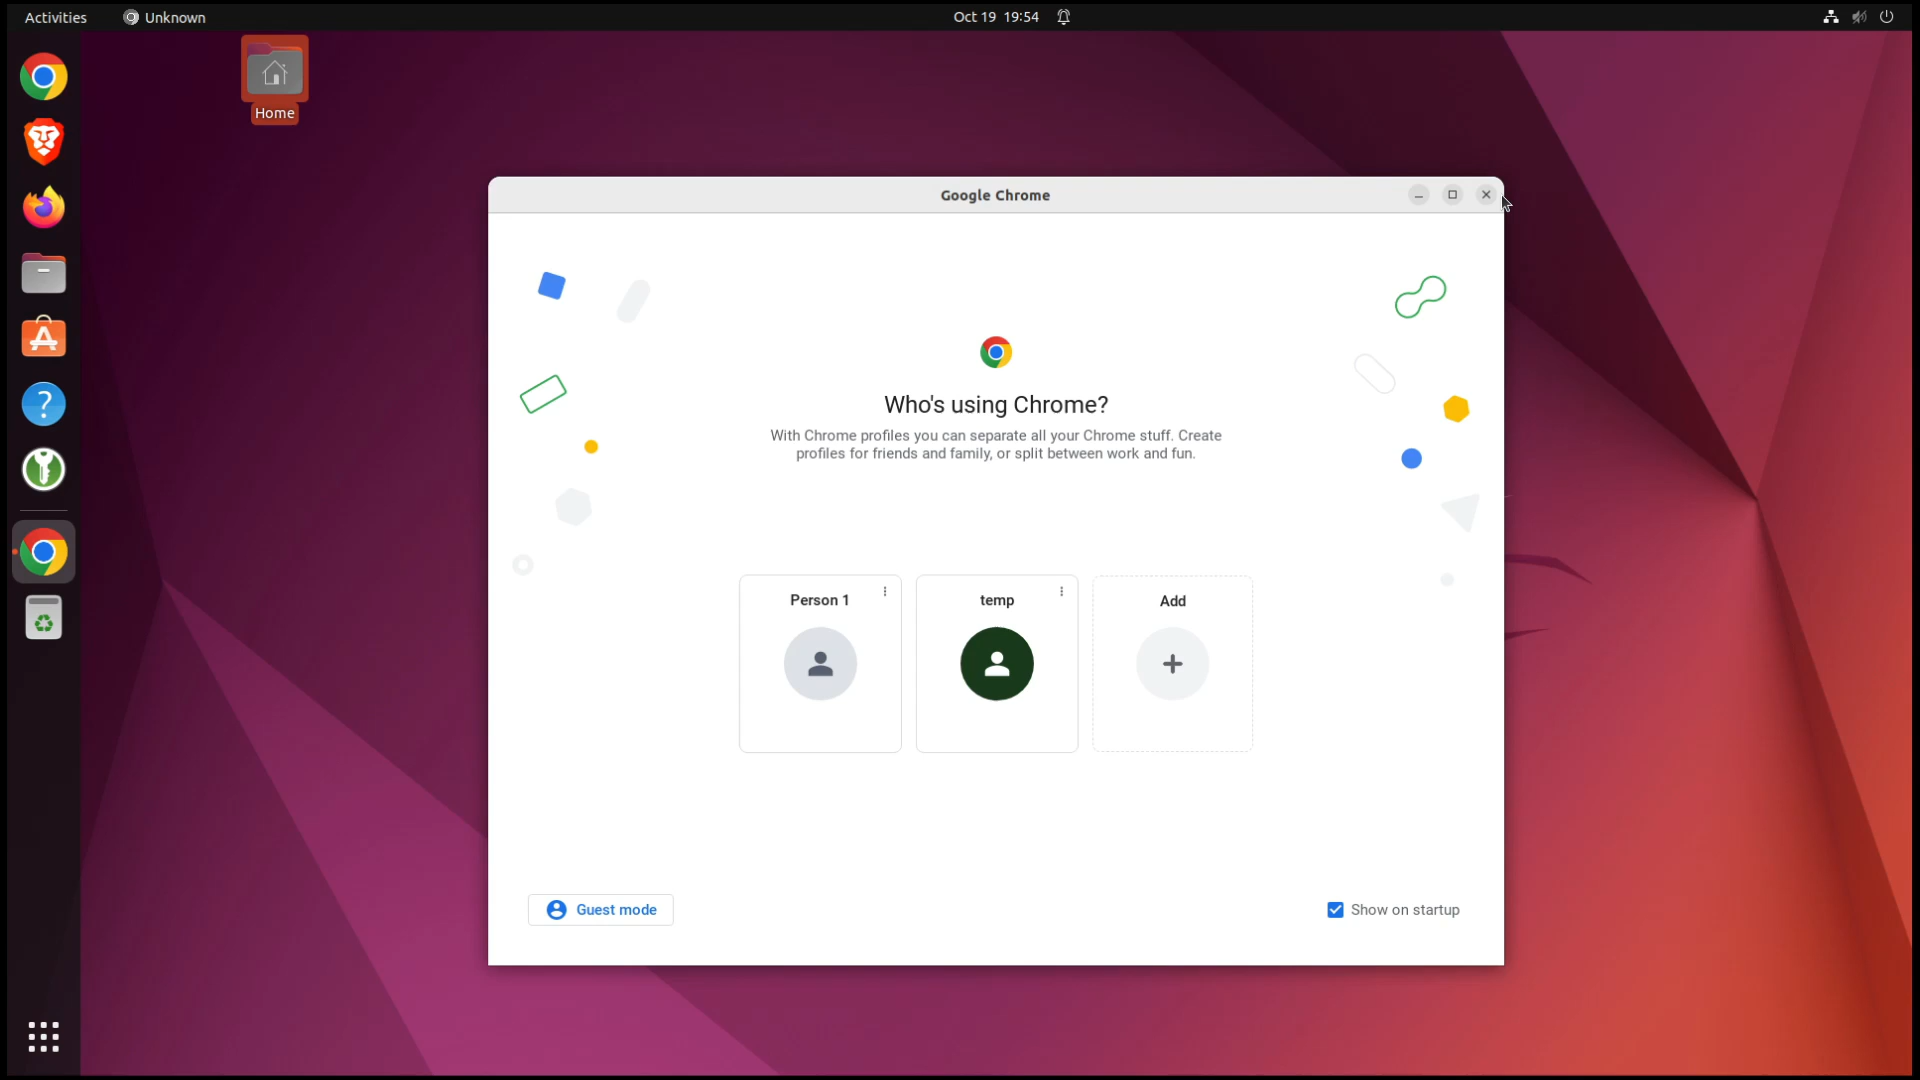 Activities
Unknown
Oct 19 19:54
Home
Google Chrome
Who's using Chrome?
With Chrome profiles you can separate all your Chrome stuff. Create
profiles for friends and family, or split between work and fun.
Person 1
temp
Add
Guest mode
Show on startup